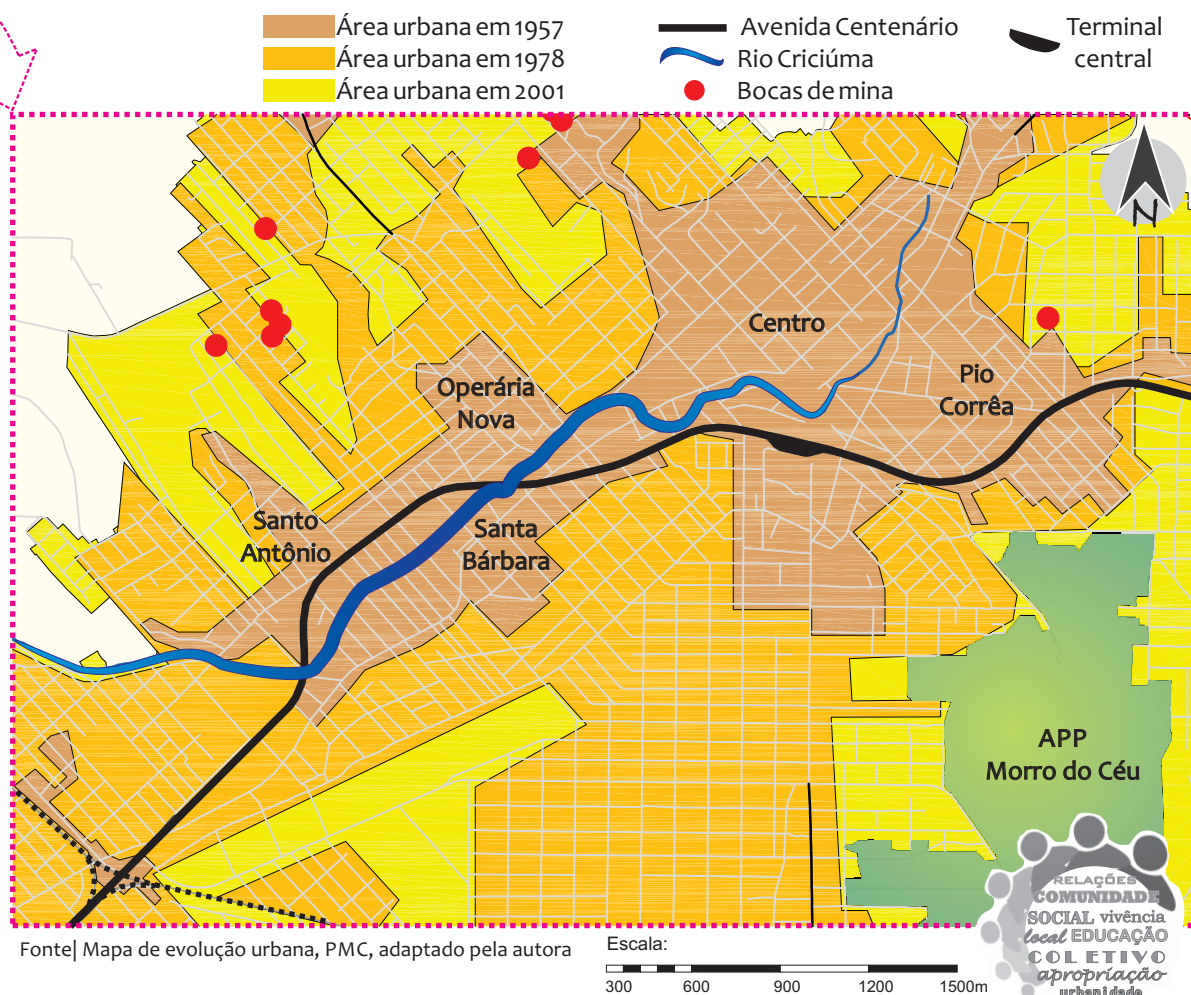 Área urbana em 1957
Área urbana em 1978
Área urbana em 2001
Avenida Centenário
Rio Criciúma
Bocas de mina
Terminal
central
N
Centro
Operária
Nova
Pio
Corrêa
Santo
Antônio
Santa
Bárbara
APP
Morro do Céu
RELAÇÕES
COMUNIDADE
SOCIAL vivência
local EDUCAÇÃO
COLETIVO
apropriação
urbanidade
Fonte| Mapa de evolução urbana, PMC, adaptado pela autora
Escala:
300 600 900 1200 1500m